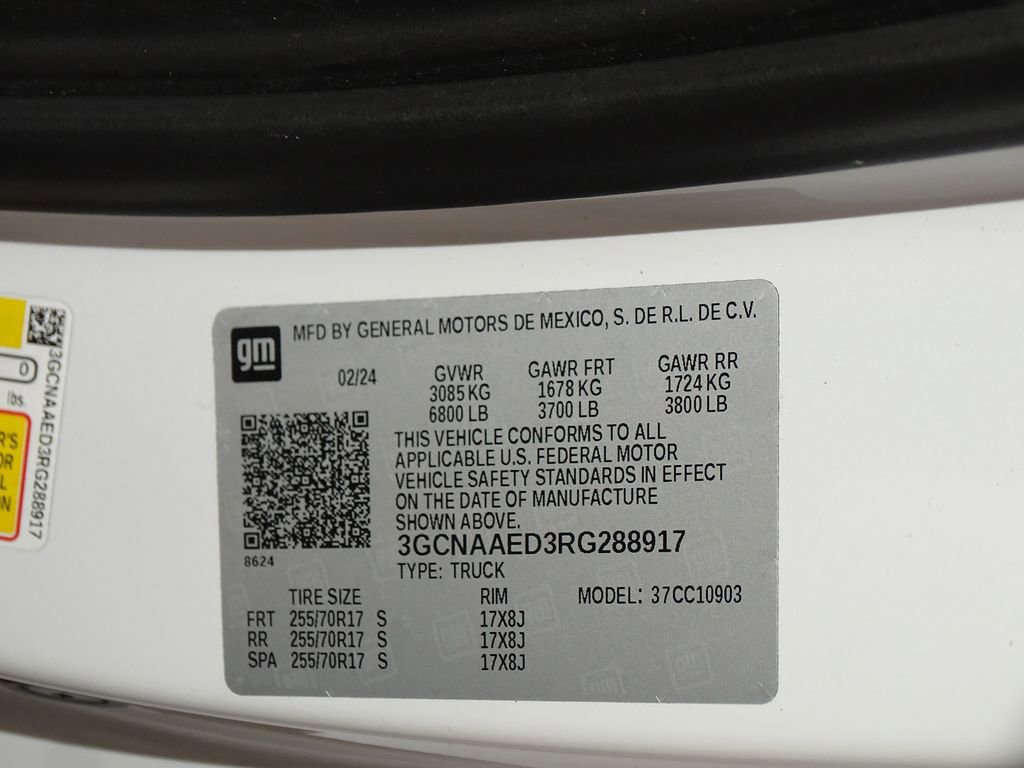 gm
MFD BY GENERAL MOTORS DE MEXICO, S. DE R.L. DE C.V.
02/24
GVWR GAWR FRT GAWR RR
3085 KG 1678 KG 1724 KG
6800 LB 3700 LB 3800 LB
THIS VEHICLE CONFORMS TO ALL
APPLICABLE U.S. FEDERAL MOTOR
VEHICLE SAFETY STANDARDS IN EFFECT
ON THE DATE OF MANUFACTURE
SHOWN ABOVE.
3GCNAAED3RG288917
TYPE: TRUCK
8624
TIRE SIZE RIM MODEL: 37CC10903
FRT 255/70R17 S 17X8J
RR 255/70R17 S 17X8J
SPA 255/70R17 S 17X8J
3GCNAAED3RG288917
0
lbs.
R'S
OR
L
N